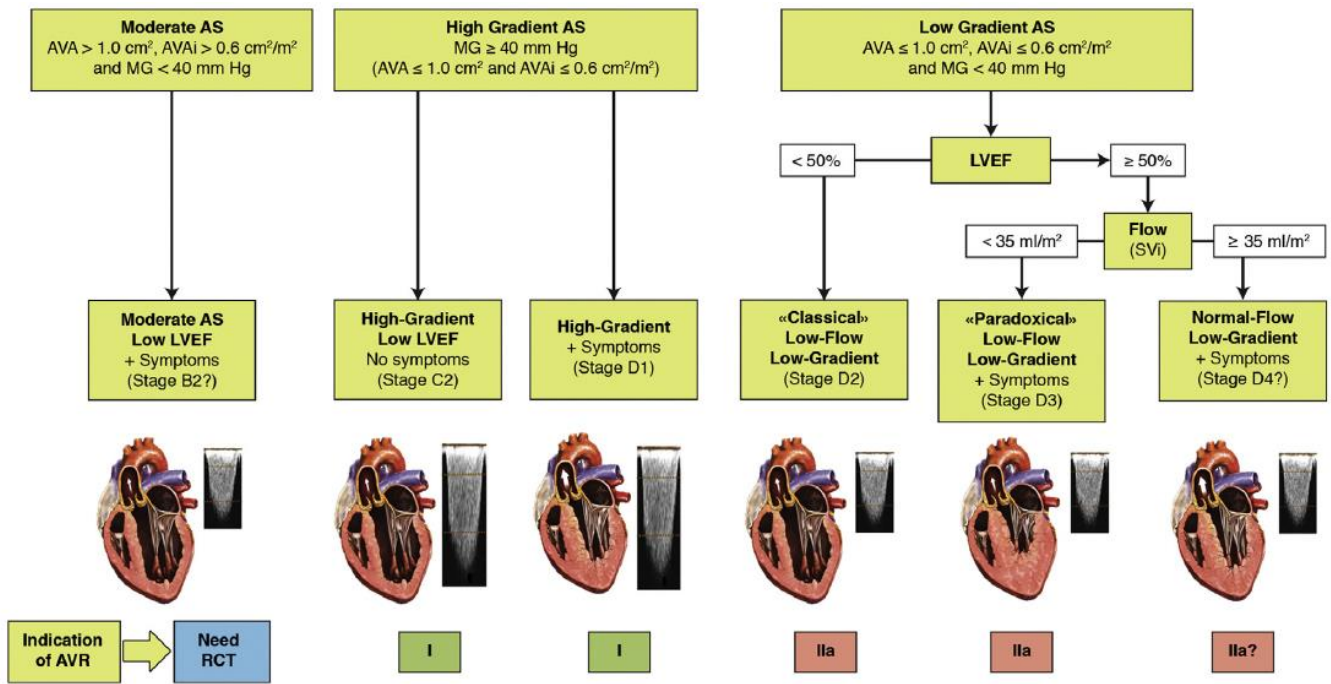 Moderate AS
AVA > 1.0 cm², AVAi > 0.6 cm²/m²
and MG < 40 mm Hg
High Gradient AS
MG ≥ 40 mm Hg
(AVA ≤ 1.0 cm² and AVAi ≤ 0.6 cm²/m²)
Low Gradient AS
AVA ≤ 1.0 cm², AVAi ≤ 0.6 cm²/m²
and MG < 40 mm Hg
< 50%
LVEF
≥ 50%
< 35 ml/m²
Flow
(SVi)
≥ 35 ml/m²
Moderate AS
Low LVEF
+ Symptoms
(Stage B2?)
High-Gradient
Low LVEF
No symptoms
(Stage C2)
High-Gradient
+ Symptoms
(Stage D1)
«Classical»
Low-Flow
Low-Gradient
(Stage D2)
«Paradoxical»
Low-Flow
Low-Gradient
+ Symptoms
(Stage D3)
Normal-Flow
Low-Gradient
+ Symptoms
(Stage D4?)
Indication
of AVR
Need
RCT
I
I
IIa
IIa
IIa?